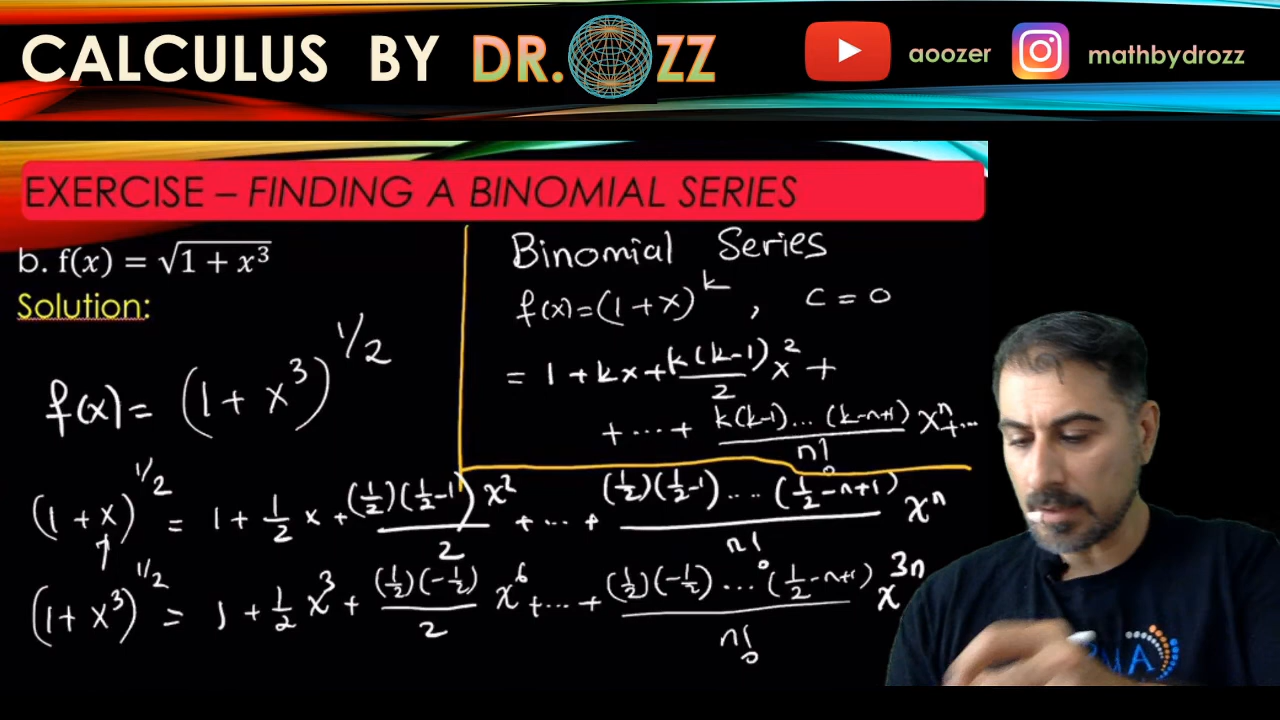 CALCULUS BY DR. OZZ
aoozer
mathbydrozz
EXERCISE – FINDING A BINOMIAL SERIES
b. f(x) = √(1 + x³)
Solution:
f(x) = (1 + x³)^(1/2)
Binomial Series
f(x) = (1 + x)^k , c = 0
= 1 + kx + k(k-1)/2 x² +
+ ... + k(k-1)...(k-n+1)/n! xⁿ + ...
(1 + x)^(1/2) = 1 + 1/2 x + (1/2)(1/2 - 1)/2 x² + ... + (1/2)(1/2 - 1) .... (1/2 - n+1)/n! xⁿ
(1 + x³)^(1/2) = 1 + 1/2 x³ + (1/2)(-1/2)/2 x⁶ + ... + (1/2)(-1/2) ... (1/2 - n+1)/n! x^(3n)
MA